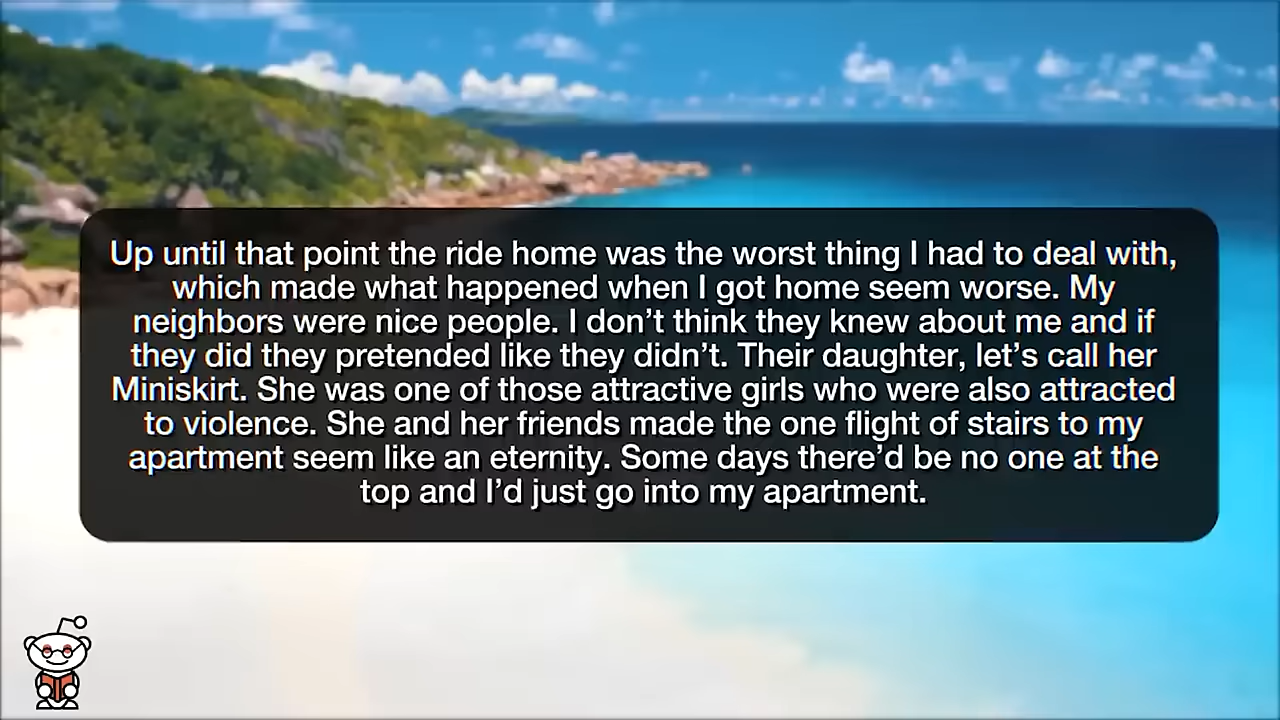 Up until that point the ride home was the worst thing I had to deal with,
which made what happened when I got home seem worse. My
neighbors were nice people. I don’t think they knew about me and if
they did they pretended like they didn’t. Their daughter, let’s call her
Miniskirt. She was one of those attractive girls who were also attracted
to violence. She and her friends made the one flight of stairs to my
apartment seem like an eternity. Some days there’d be no one at the
top and I’d just go into my apartment.